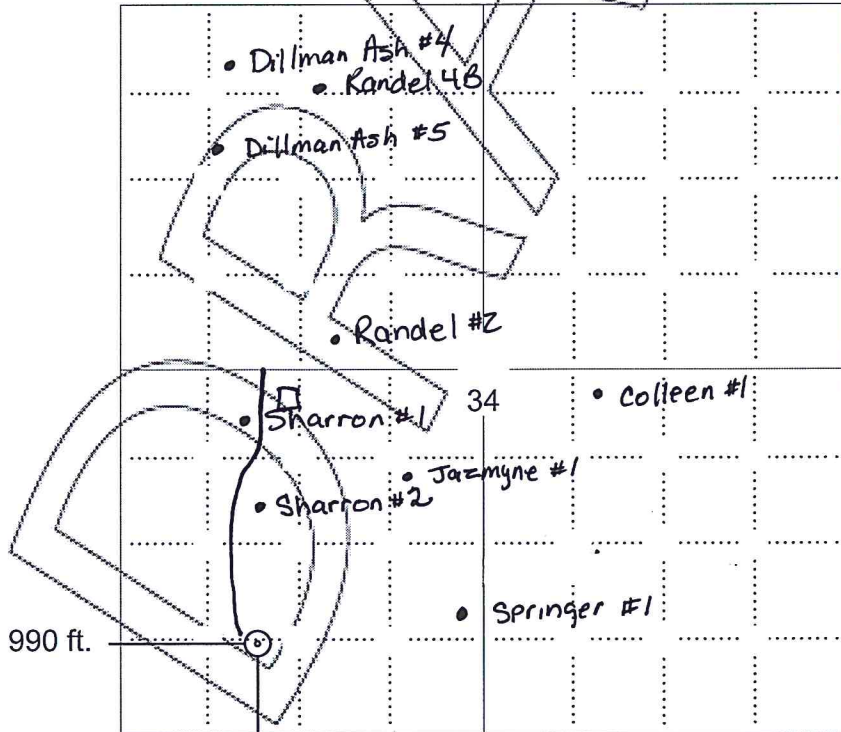 Dillman Ash #4
Randel 4B
Dillman Ash #5
Randel #2
34
Colleen #1
Sharron #1
Jazmyne #1
Sharron #2
Springer #1
990 ft.